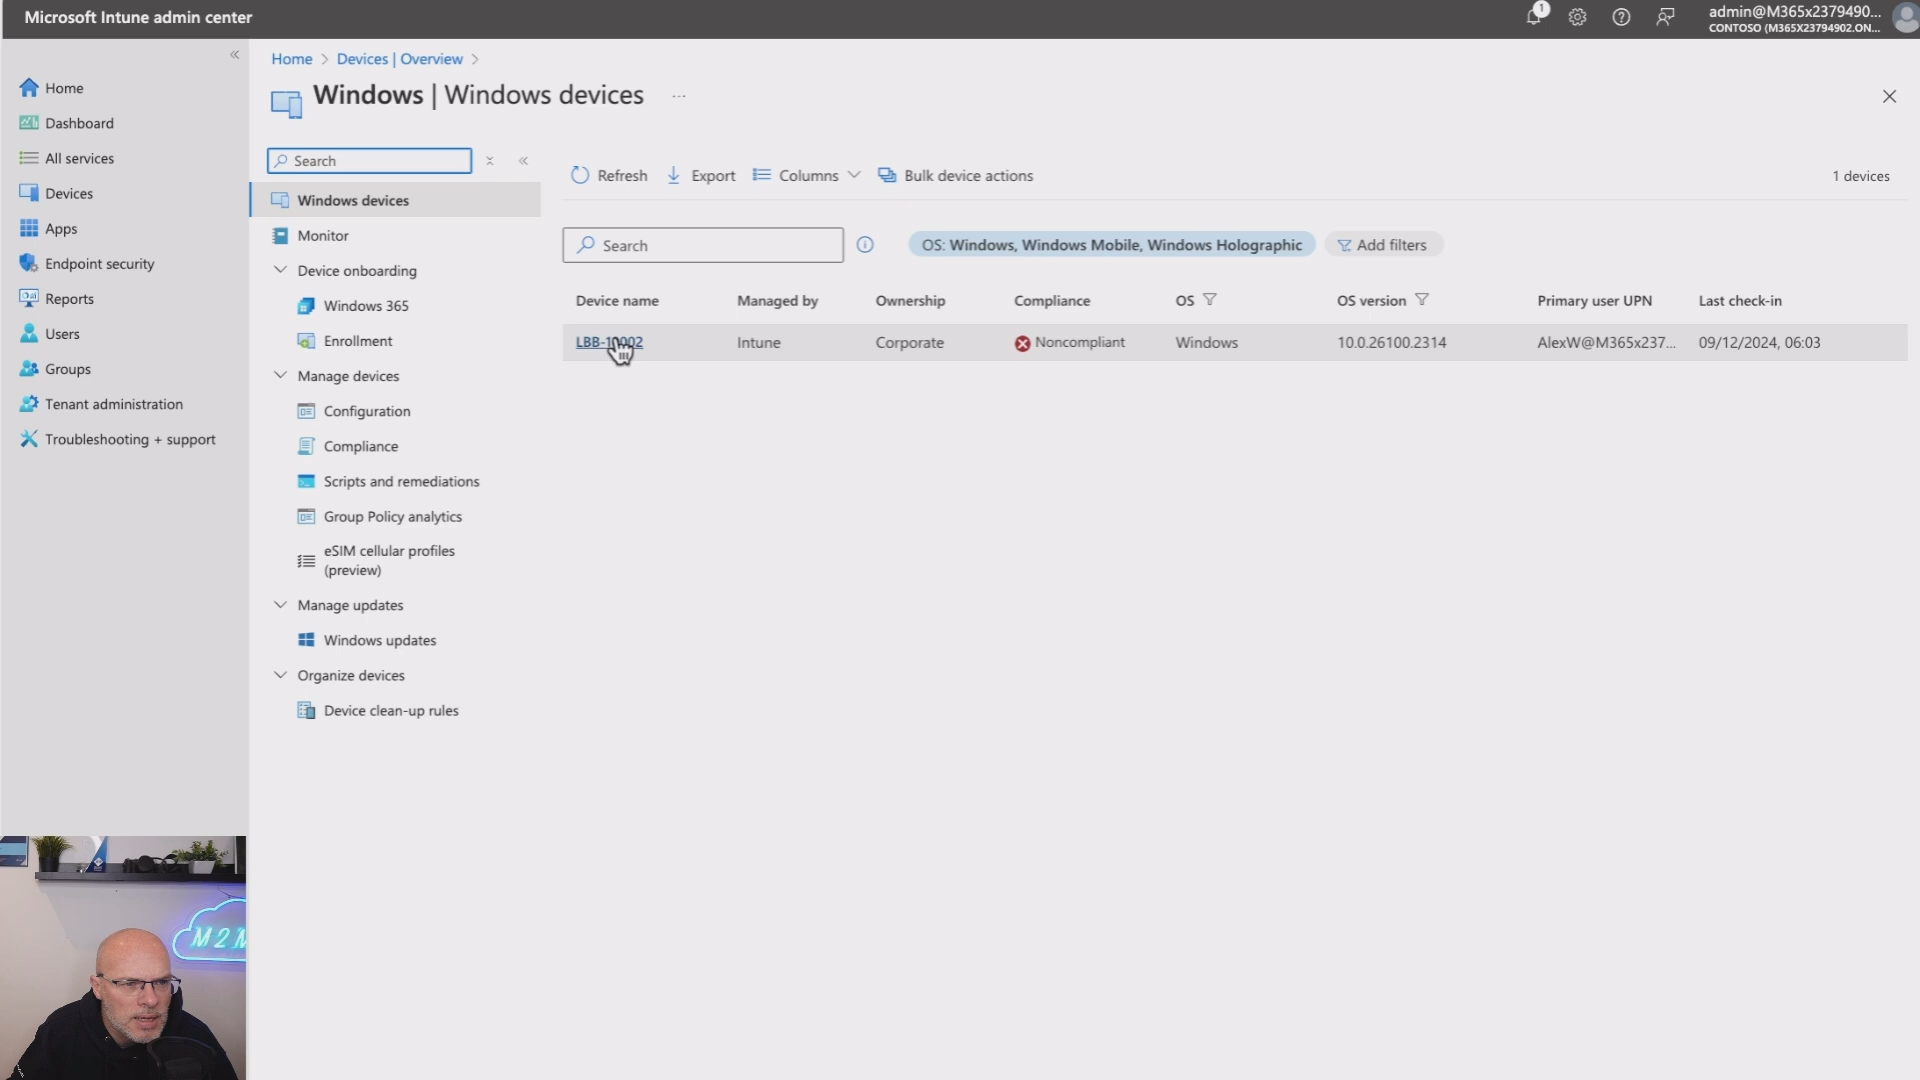 Microsoft Intune admin center
1
admin@M365x2379490...
CONTOSO (M365X23794902.ON...
Home
Dashboard
All services
Devices
Apps
Endpoint security
Reports
Users
Groups
Tenant administration
Troubleshooting + support
Home > Devices | Overview >
Windows | Windows devices ...
Search
Windows devices
Monitor
Device onboarding
Windows 365
Enrollment
Manage devices
Configuration
Compliance
Scripts and remediations
Group Policy analytics
eSIM cellular profiles
(preview)
Manage updates
Windows updates
Organize devices
Device clean-up rules
Refresh Export Columns Bulk device actions 1 devices
Search OS: Windows, Windows Mobile, Windows Holographic Add filters
Device name Managed by Ownership Compliance OS OS version Primary user UPN Last check-in
Intune Corporate Noncompliant Windows 10.0.26100.2314 AlexW@M365x237... 09/12/2024, 06:03
M2M